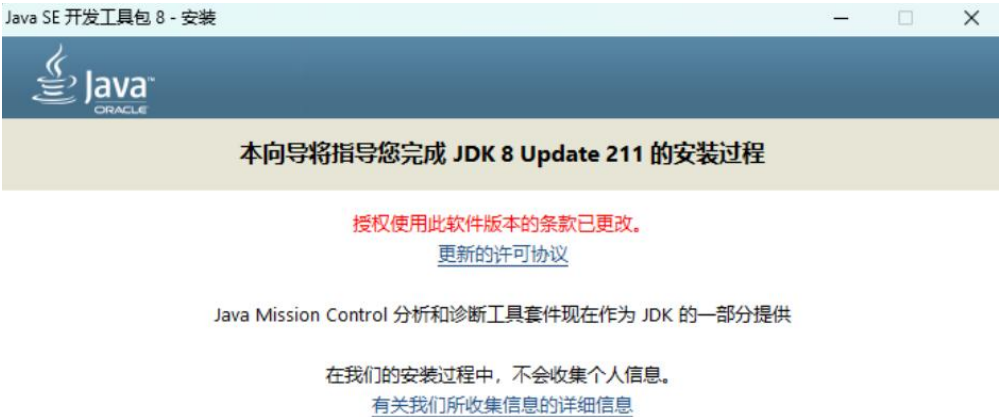 Java SE 开发工具包 8 - 安装
Java™
ORACLE
本向导将指导您完成 JDK 8 Update 211 的安装过程
授权使用此软件版本的条款已更改。
更新的许可协议
Java Mission Control 分析和诊断工具套件现在作为 JDK 的一部分提供
在我们的安装过程中，不会收集个人信息。
有关我们所收集信息的详细信息